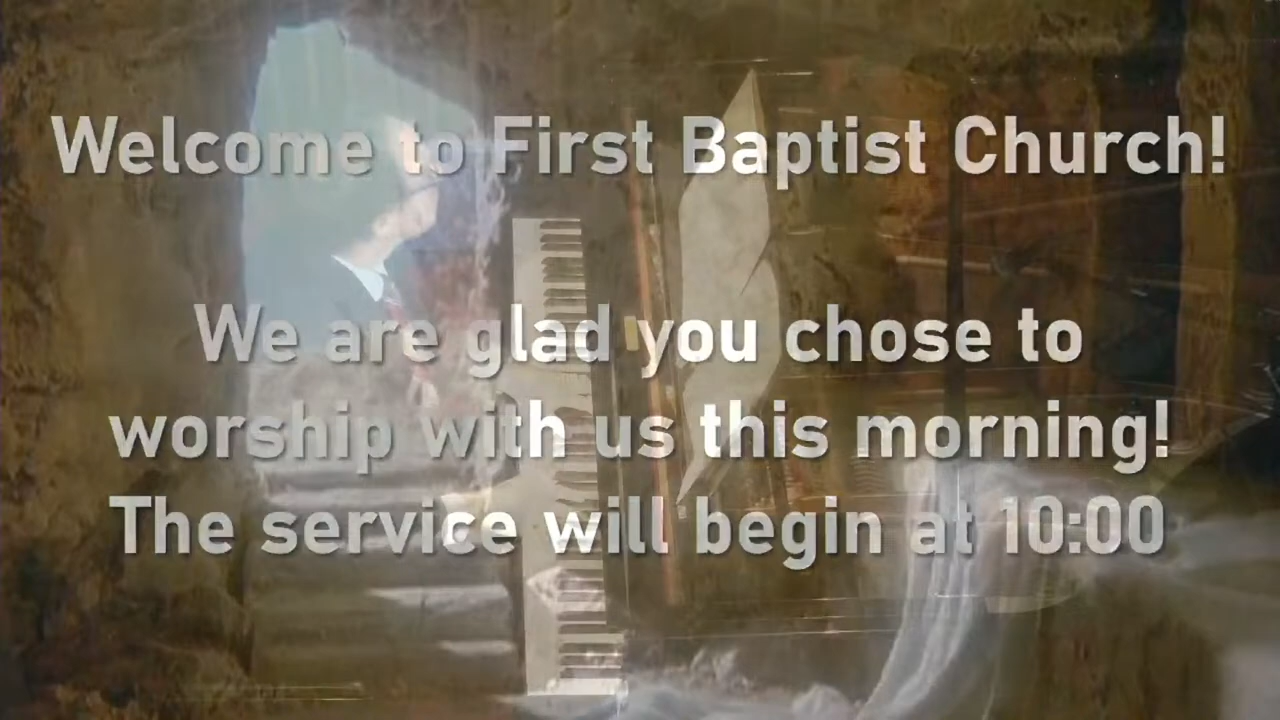 Welcome to First Baptist Church!
We are glad you chose to
worship with us this morning!
The service will begin at 10:00